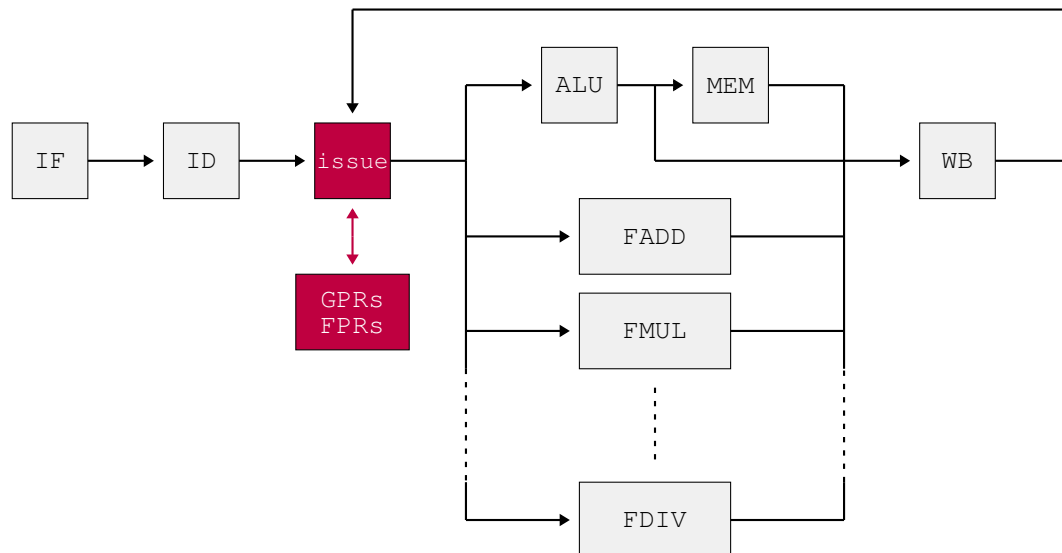 ALU
MEM
IF
ID
issue
WB
FADD
GPRs
FPRs
FMUL
FDIV